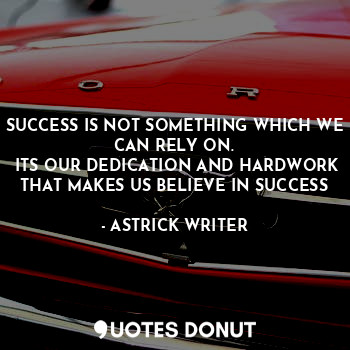 O R
SUCCESS IS NOT SOMETHING WHICH WE
CAN RELY ON.
ITS OUR DEDICATION AND HARDWORK
THAT MAKES US BELIEVE IN SUCCESS
- ASTRICK WRITER
QUOTES DONUT